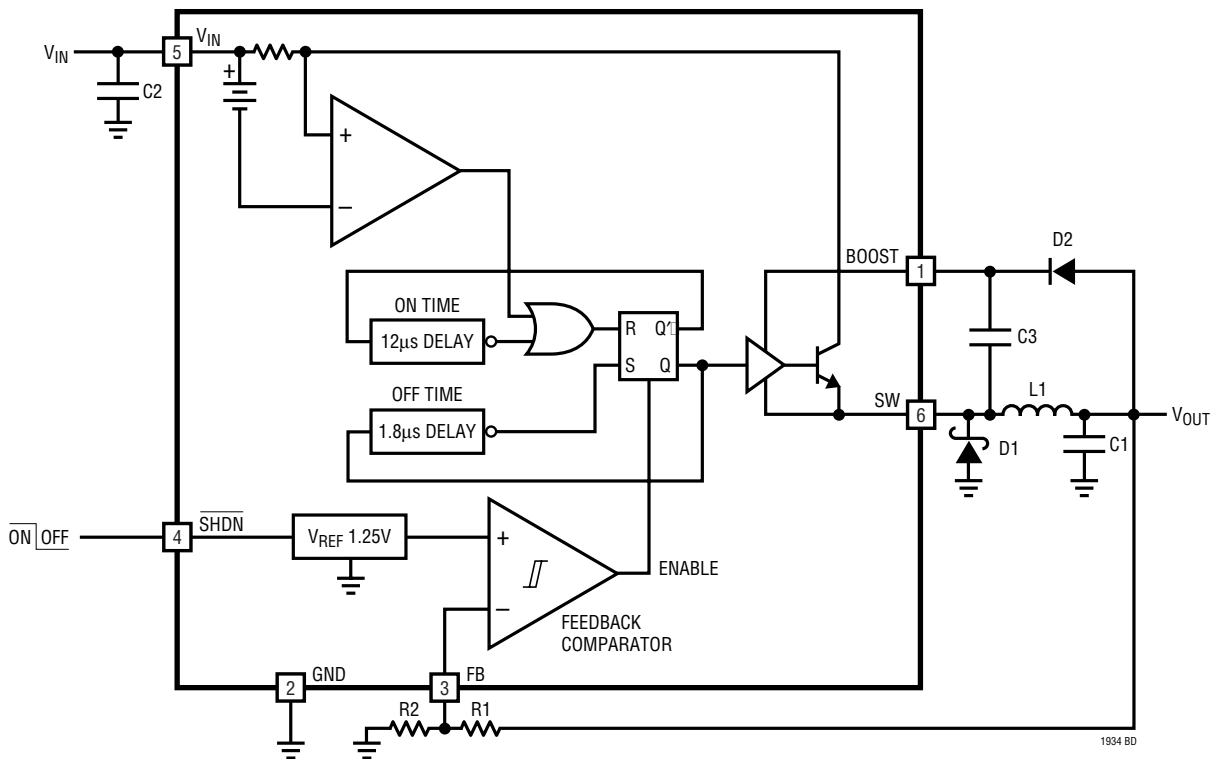 V_IN
5
V_IN
C2
+
+
–
BOOST
1
D2
ON TIME
12µs DELAY
R
Q'
C3
S
Q
OFF TIME
1.8µs DELAY
SW
6
L1
V_OUT
D1
C1
ON OFF
4
SHDN
V_REF 1.25V
+
–
ENABLE
FEEDBACK
COMPARATOR
2
GND
3
FB
R2
R1
1934 BD